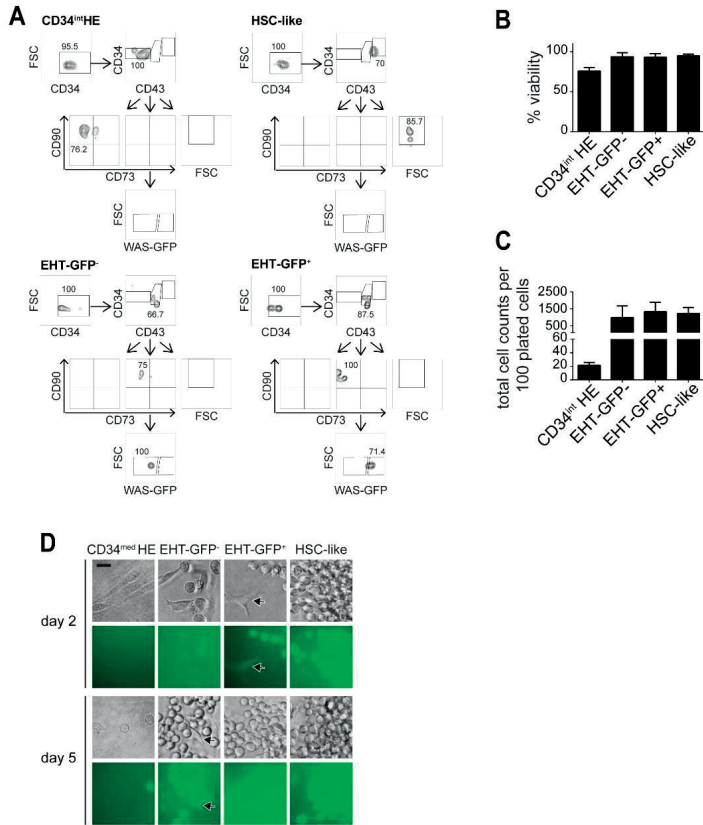 A
CD34intHE
95.5
FSC
CD34
CD34
100
CD43
CD90
76.2
CD73
FSC
FSC
WAS-GFP
HSC-like
100
FSC
CD34
CD34
70
CD43
85.7
CD90
CD73
FSC
FSC
WAS-GFP
EHT-GFP-
100
FSC
CD34
CD34
66.7
CD43
75
CD90
CD73
FSC
100
FSC
WAS-GFP
EHT-GFP+
100
FSC
CD34
CD34
87.5
CD43
100
CD90
CD73
FSC
71.4
FSC
WAS-GFP
B
% viability
100
50
0
CD34int HE
EHT-GFP-
EHT-GFP+
HSC-like
C
total cell counts per
100 plated cells
2500
1500
500
60
40
20
0
CD34int HE
EHT-GFP-
EHT-GFP+
HSC-like
D
CD34med HE EHT-GFP- EHT-GFP+ HSC-like
day 2
day 5